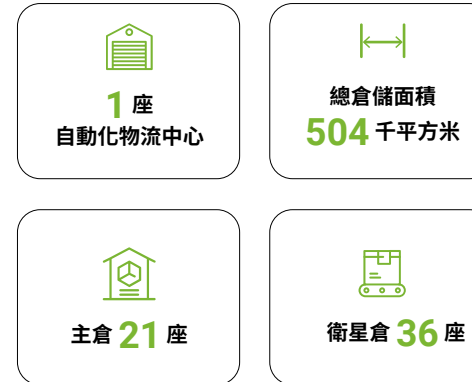 1 座
自動化物流中心
總倉儲面積
504 千平方米
主倉 21 座
衛星倉 36 座